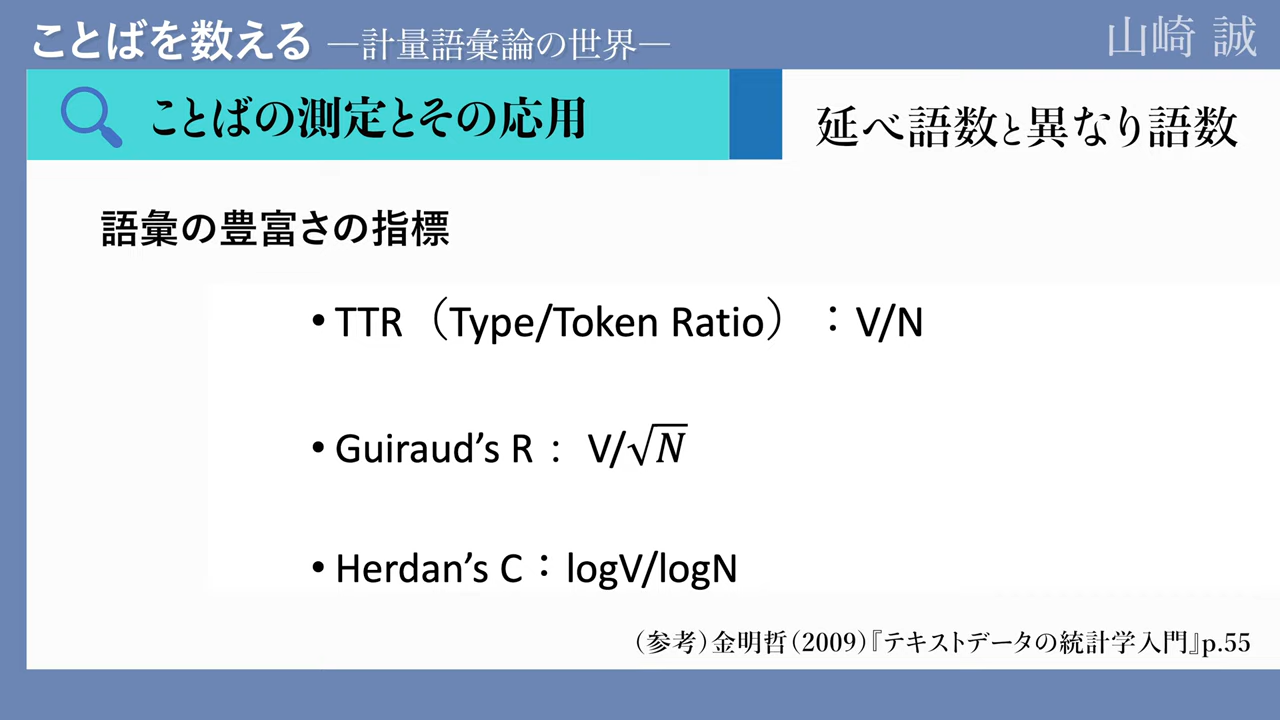 ことばを数える ―計量語彙論の世界―
山崎 誠
ことばの測定とその応用
延べ語数と異なり語数
語彙の豊富さの指標
• TTR（Type/Token Ratio）：V/N
• Guiraud’s R： V/√N
• Herdan’s C：logV/logN
（参考）金明哲（2009）『テキストデータの統計学入門』p.55